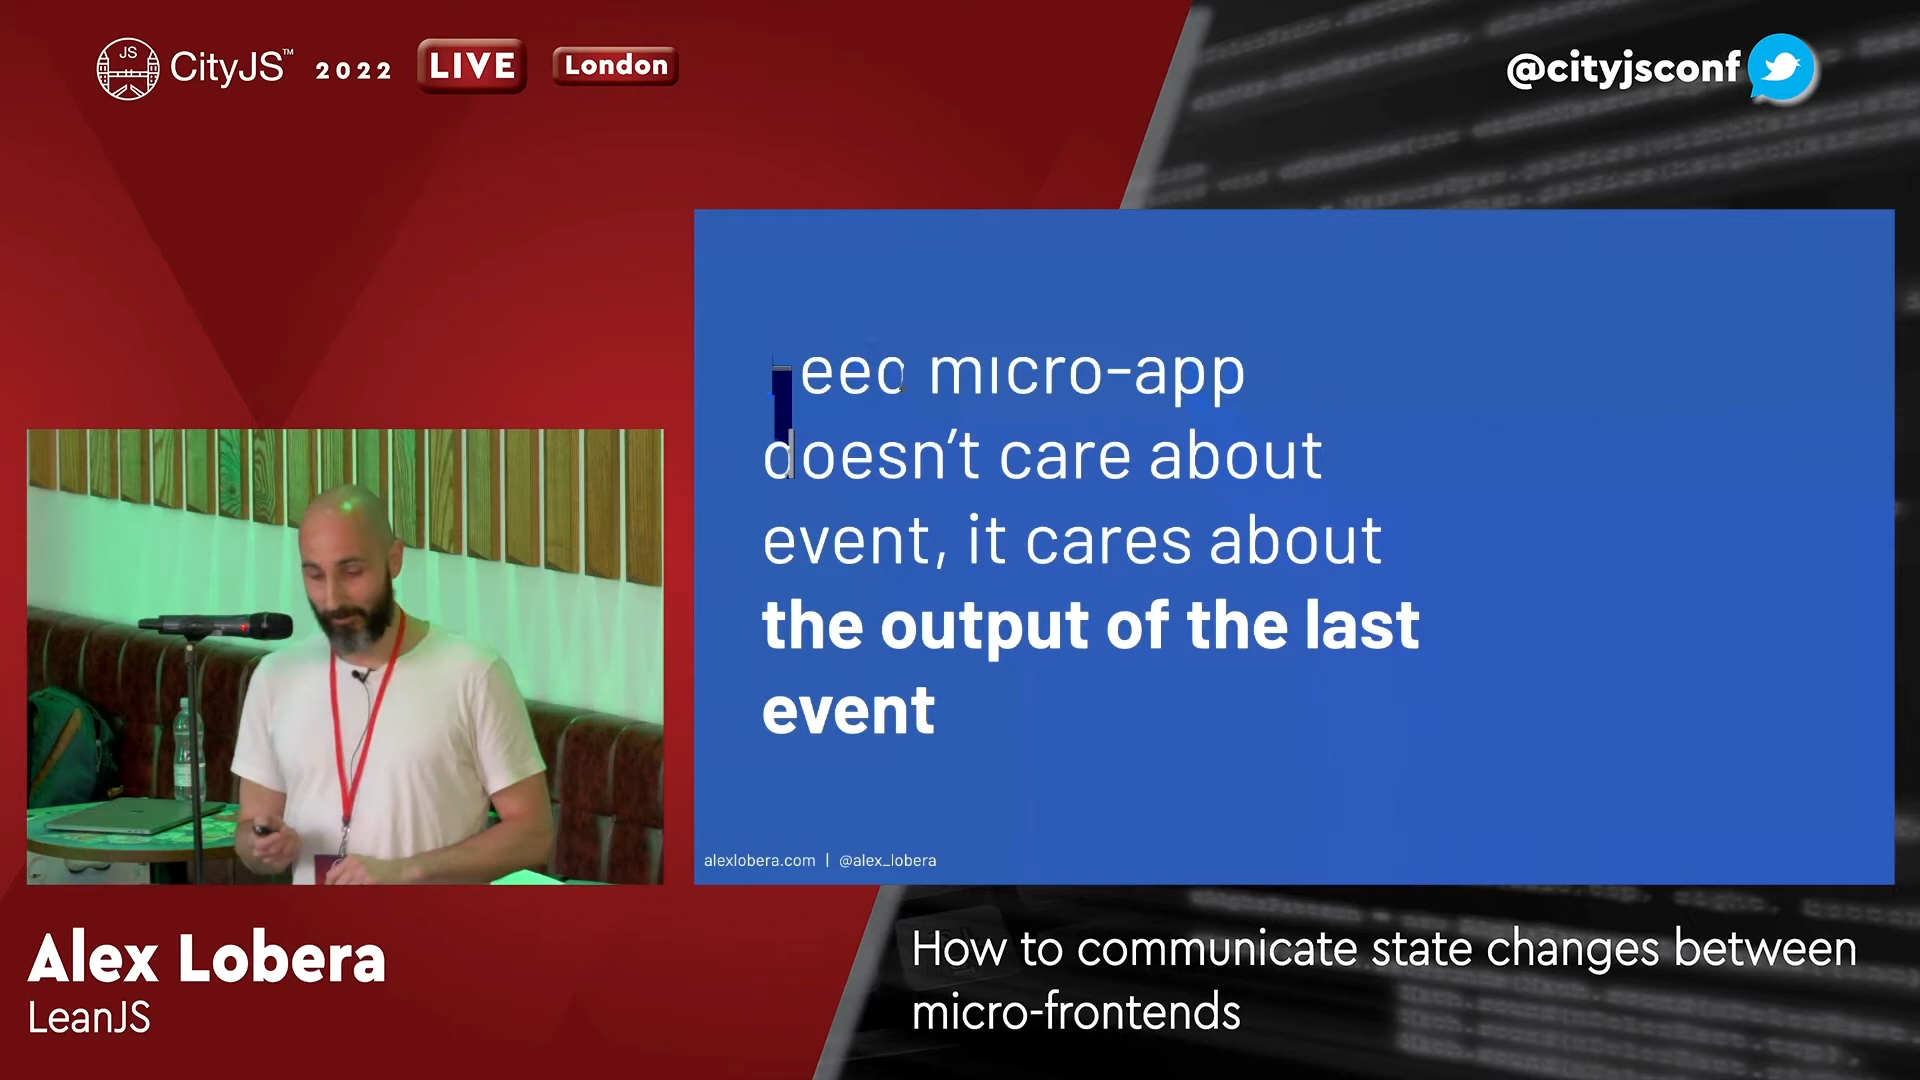 JS
CityJS™ 2022 LIVE London
@cityjsconf
micro-app
doesn't care about
event, it cares about
the output of the last
event
alexlobera.com | @alex_lobera
Alex Lobera
LeanJS
How to communicate state changes between
micro-frontends